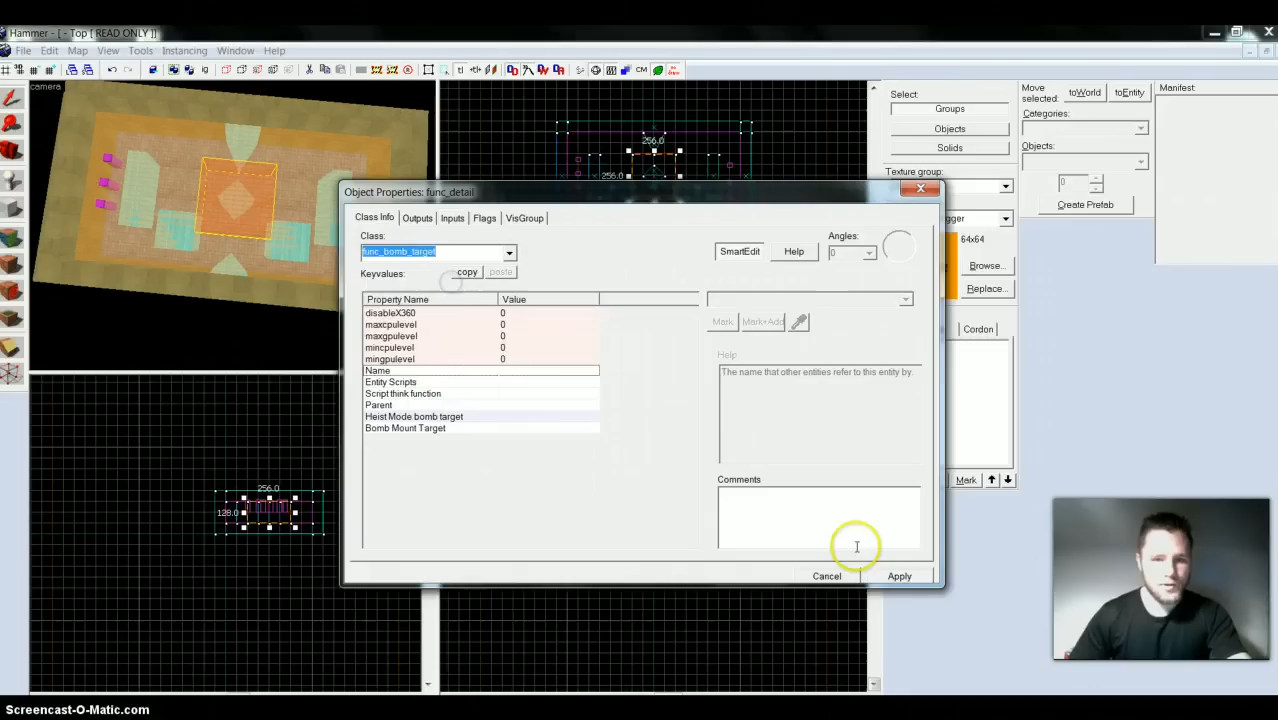 Hammer - [ - Top [ READ ONLY ]]
File Edit Map View Tools Instancing Window Help
camera
Select:
Groups
Objects
Solids
Texture group:
64x64
Browse...
Replace...
Cordon
Mark
Move selected:
toWorld
toEntity
Categories:
Objects:
0
Create Prefab
Manifest:
256.0
256.0
256.0
128.0
Object Properties: func_detail
Class Info Outputs Inputs Flags VisGroup
Class:
func_bomb_target
Keyvalues: copy paste
SmartEdit Help
Angles:
0
Property Name Value
disableX360 0
maxcpulevel 0
maxgpulevel 0
mincpulevel 0
mingpulevel 0
Name
Entity Scripts
Script think function
Parent
Heist Mode bomb target
Bomb Mount Target
Mark Mark+Add
Help
The name that other entities refer to this entity by.
Comments
Cancel Apply
Screencast-O-Matic.com